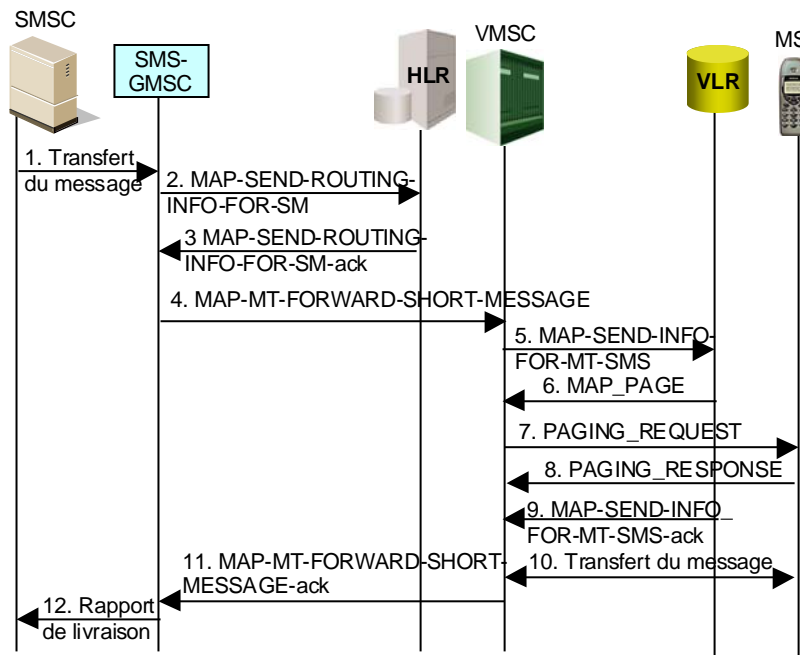 SMSC
SMS-
GMSC
HLR
VMSC
VLR
MS
1. Transfert
du message
2. MAP-SEND-ROUTING-
INFO-FOR-SM
3 MAP-SEND-ROUTING-
INFO-FOR-SM-ack
4. MAP-MT-FORWARD-SHORT-MESSAGE
5. MAP-SEND-INFO-
FOR-MT-SMS
6. MAP_PAGE
7. PAGING_REQUEST
8. PAGING_RESPONSE
9. MAP-SEND-INFO_
FOR-MT-SMS-ack
10. Transfert du message
11. MAP-MT-FORWARD-SHORT-
MESSAGE-ack
12. Rapport
de livraison